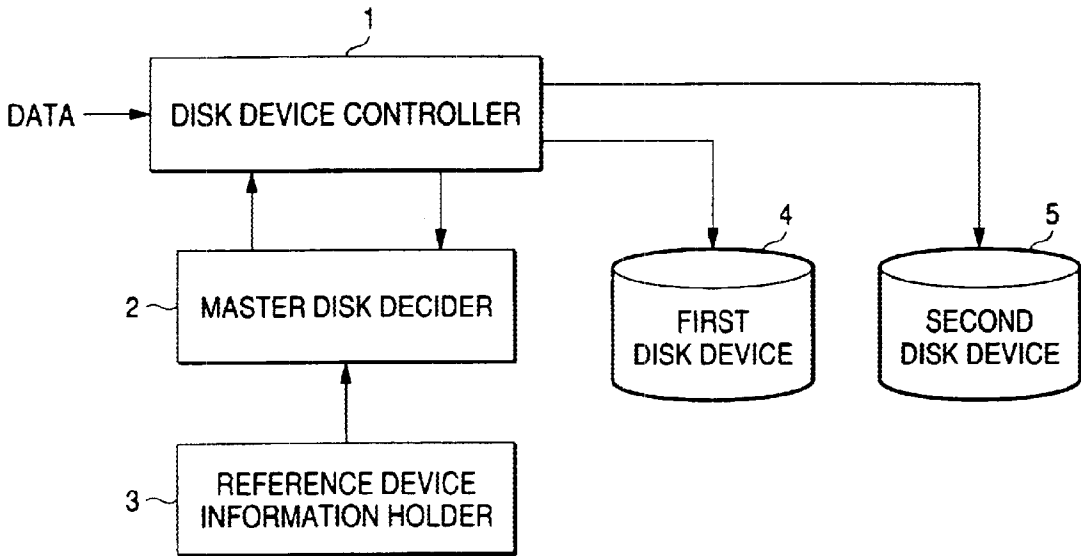 1
DATA
DISK DEVICE CONTROLLER
4
5
2
MASTER DISK DECIDER
FIRST
DISK DEVICE
SECOND
DISK DEVICE
3
REFERENCE DEVICE
INFORMATION HOLDER